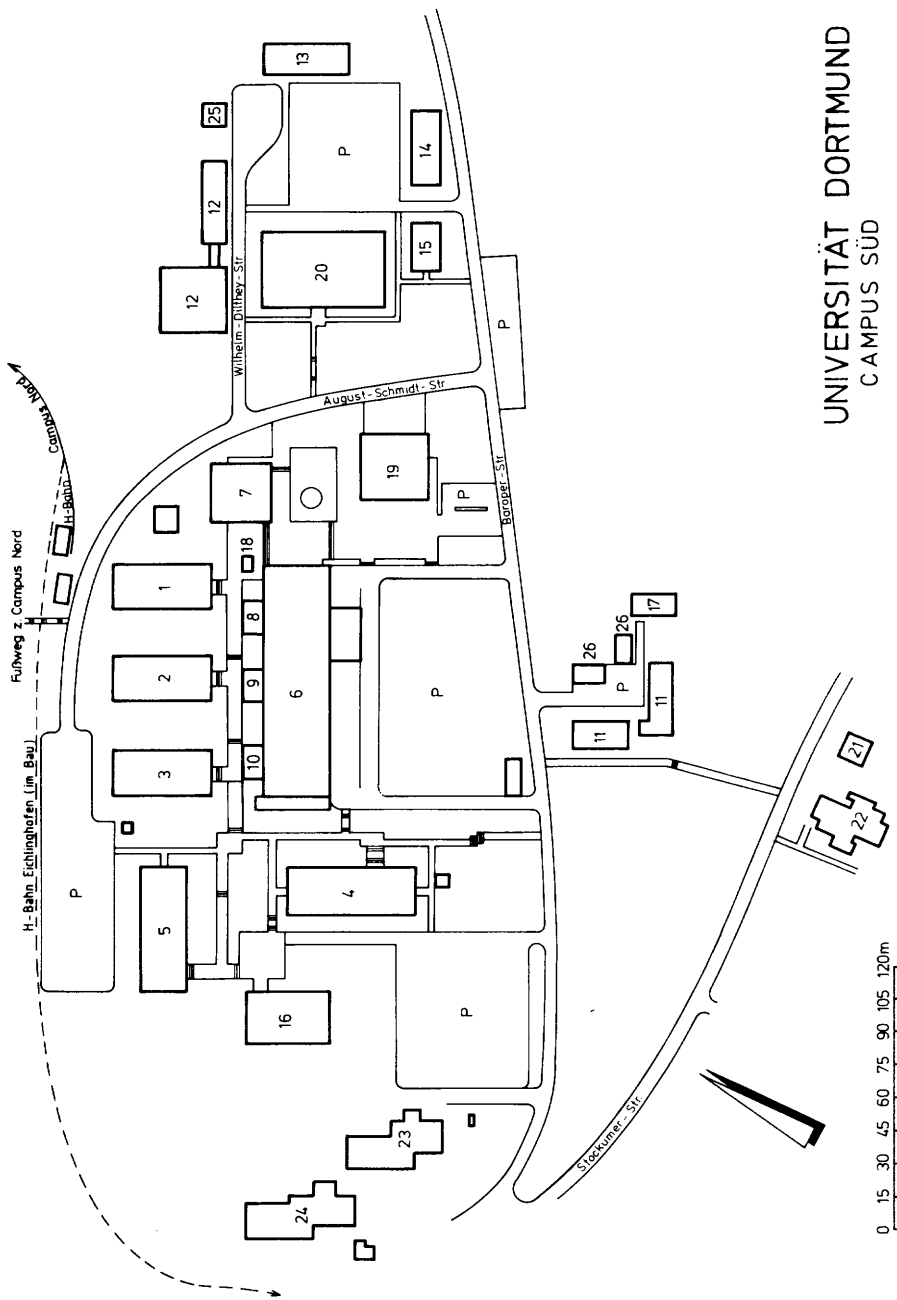 UNIVERSITÄT DORTMUND
CAMPUS SÜD
Fußweg z. Campus Nord
H-Bahn Eichlinghofen (im Bau)
H-Bahn
Campus Nord
Wilhelm-Dilthey-Str
August-Schmidt-Str
Baroper-Str
Stockumer-Str.
13
25
12
12
14
15
20
P
P
7
19
P
18
1
2
3
8
9
10
6
P
P
5
4
16
P
26
26
17
P
11
11
21
22
23
24
0 15 30 45 60 75 90 105 120m